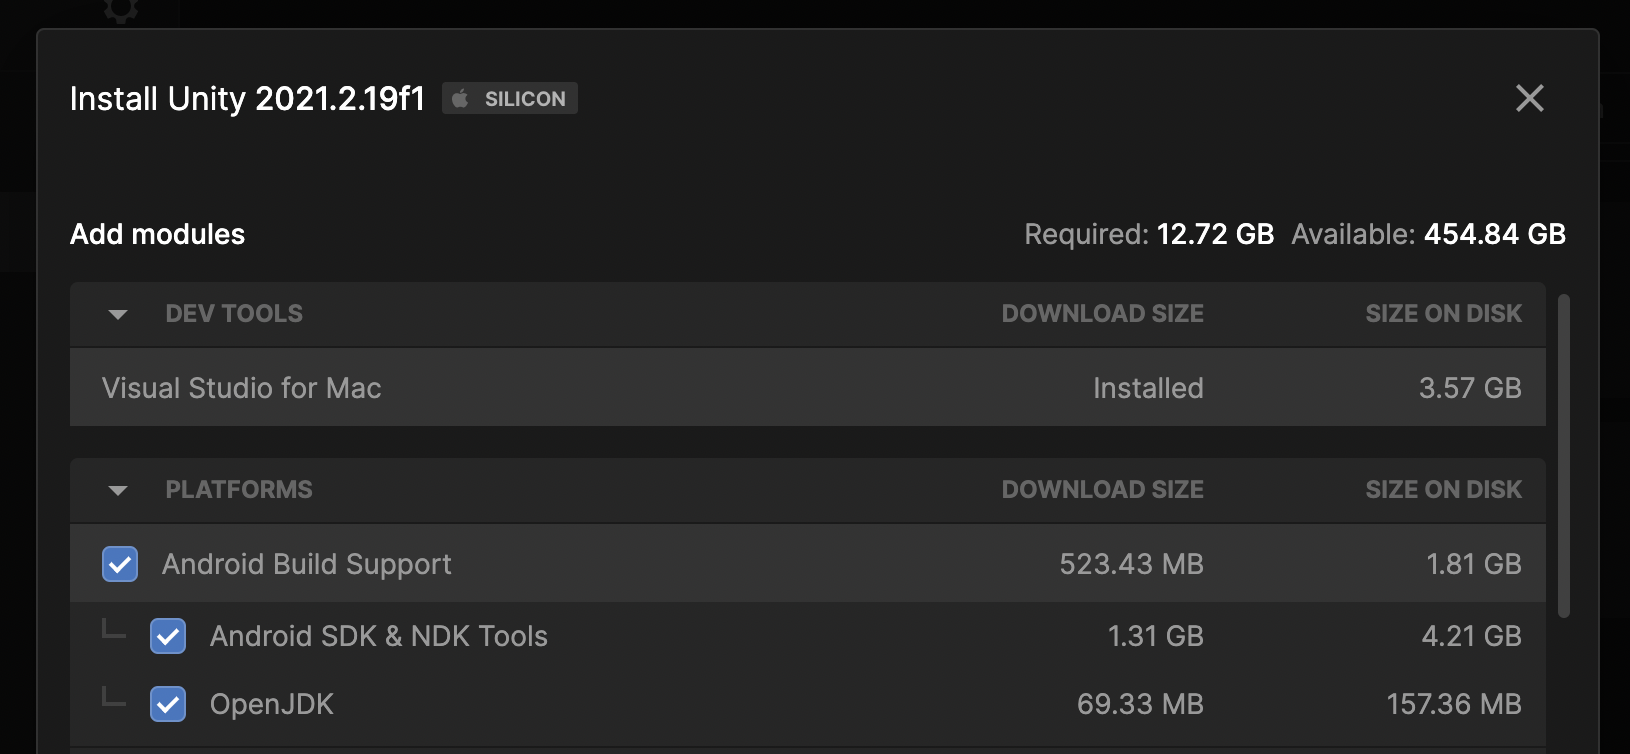 Install Unity 2021.2.19f1 SILICON
Add modules Required: 12.72 GB Available: 454.84 GB
DEV TOOLS DOWNLOAD SIZE SIZE ON DISK
Visual Studio for Mac Installed 3.57 GB
PLATFORMS DOWNLOAD SIZE SIZE ON DISK
Android Build Support 523.43 MB 1.81 GB
Android SDK & NDK Tools 1.31 GB 4.21 GB
OpenJDK 69.33 MB 157.36 MB